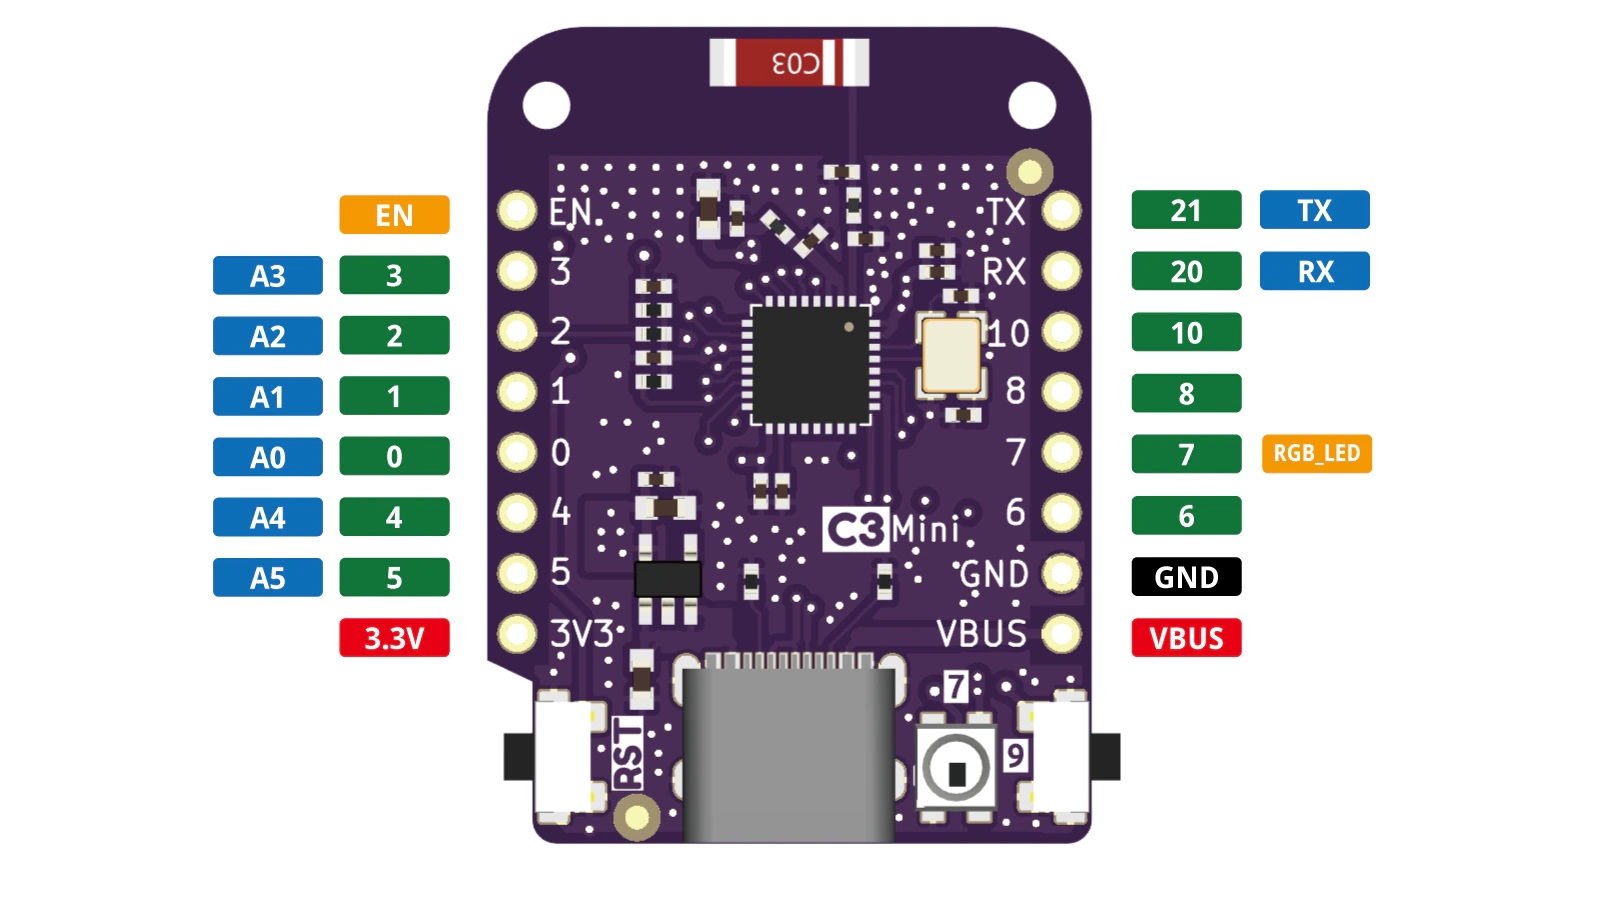 C03
EN EN. TX 21 TX
A3 3 3 RX 20 RX
A2 2 2 10 10
A1 1 1 8 8
A0 0 0 7 7 RGB_LED
A4 4 4 6 6
C3 Mini
A5 5 5 GND GND
3.3V 3V3 VBUS VBUS
7
RST 9